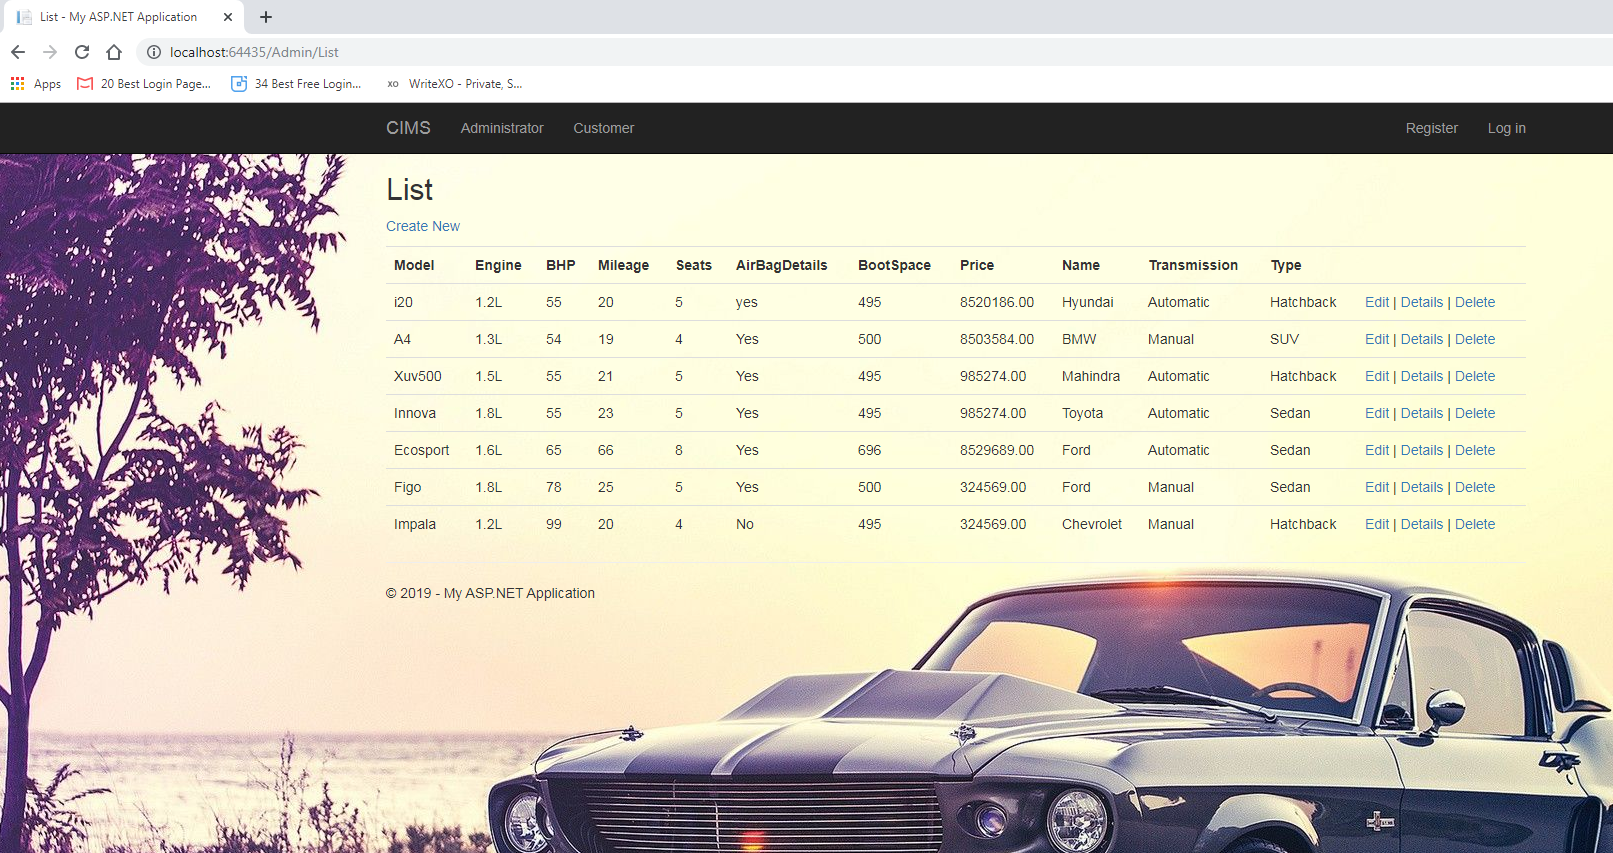 List - My ASP.NET Application
localhost:64435/Admin/List
Apps 20 Best Login Page... 34 Best Free Login... XO WriteXO - Private, S...
CIMS Administrator Customer Register Log in
List
Create New
Model Engine BHP Mileage Seats AirBagDetails BootSpace Price Name Transmission Type
i20 1.2L 55 20 5 yes 495 8520186.00 Hyundai Automatic Hatchback Edit | Details | Delete
A4 1.3L 54 19 4 Yes 500 8503584.00 BMW Manual SUV Edit | Details | Delete
Xuv500 1.5L 55 21 5 Yes 495 985274.00 Mahindra Automatic Hatchback Edit | Details | Delete
Innova 1.8L 55 23 5 Yes 495 985274.00 Toyota Automatic Sedan Edit | Details | Delete
Ecosport 1.6L 65 66 8 Yes 696 8529689.00 Ford Automatic Sedan Edit | Details | Delete
Figo 1.8L 78 25 5 Yes 500 324569.00 Ford Manual Sedan Edit | Details | Delete
Impala 1.2L 99 20 4 No 495 324569.00 Chevrolet Manual Hatchback Edit | Details | Delete
© 2019 - My ASP.NET Application